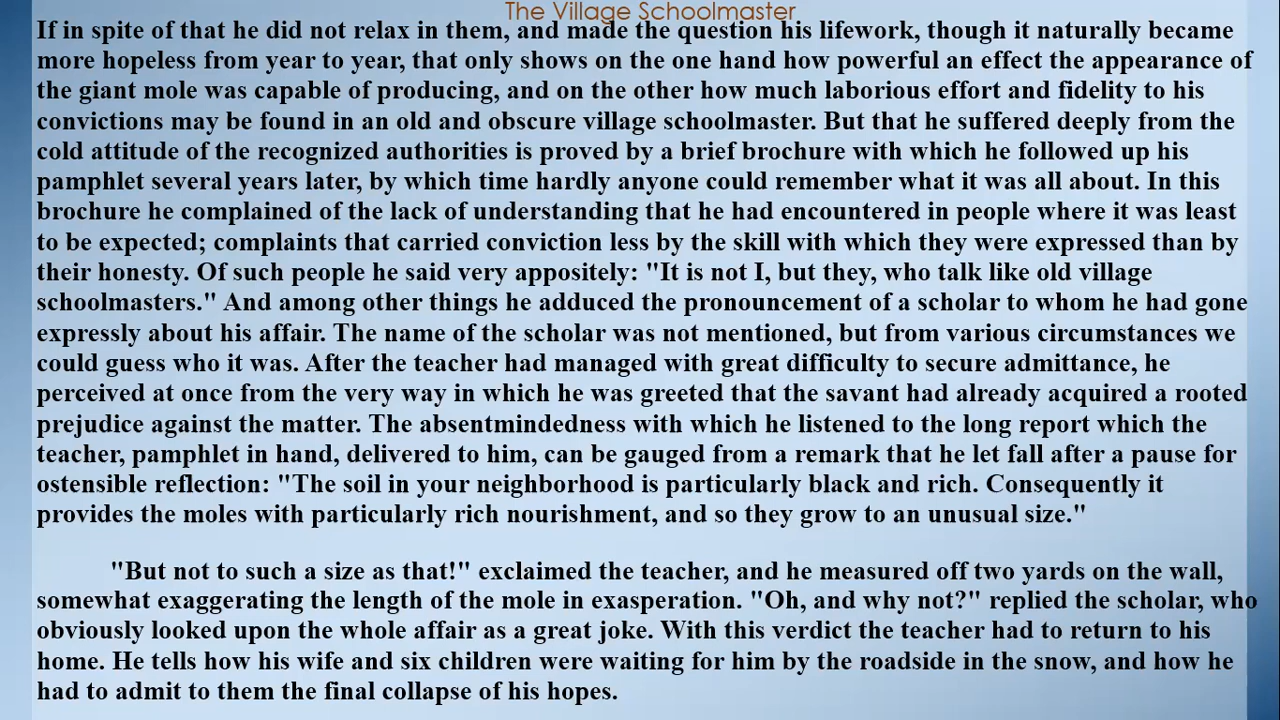 The Village Schoolmaster
If in spite of that he did not relax in them, and made the question his lifework, though it naturally became
more hopeless from year to year, that only shows on the one hand how powerful an effect the appearance of
the giant mole was capable of producing, and on the other how much laborious effort and fidelity to his
convictions may be found in an old and obscure village schoolmaster. But that he suffered deeply from the
cold attitude of the recognized authorities is proved by a brief brochure with which he followed up his
pamphlet several years later, by which time hardly anyone could remember what it was all about. In this
brochure he complained of the lack of understanding that he had encountered in people where it was least
to be expected; complaints that carried conviction less by the skill with which they were expressed than by
their honesty. Of such people he said very appositely: "It is not I, but they, who talk like old village
schoolmasters." And among other things he adduced the pronouncement of a scholar to whom he had gone
expressly about his affair. The name of the scholar was not mentioned, but from various circumstances we
could guess who it was. After the teacher had managed with great difficulty to secure admittance, he
perceived at once from the very way in which he was greeted that the savant had already acquired a rooted
prejudice against the matter. The absentmindedness with which he listened to the long report which the
teacher, pamphlet in hand, delivered to him, can be gauged from a remark that he let fall after a pause for
ostensible reflection: "The soil in your neighborhood is particularly black and rich. Consequently it
provides the moles with particularly rich nourishment, and so they grow to an unusual size."
"But not to such a size as that!" exclaimed the teacher, and he measured off two yards on the wall,
somewhat exaggerating the length of the mole in exasperation. "Oh, and why not?" replied the scholar, who
obviously looked upon the whole affair as a great joke. With this verdict the teacher had to return to his
home. He tells how his wife and six children were waiting for him by the roadside in the snow, and how he
had to admit to them the final collapse of his hopes.